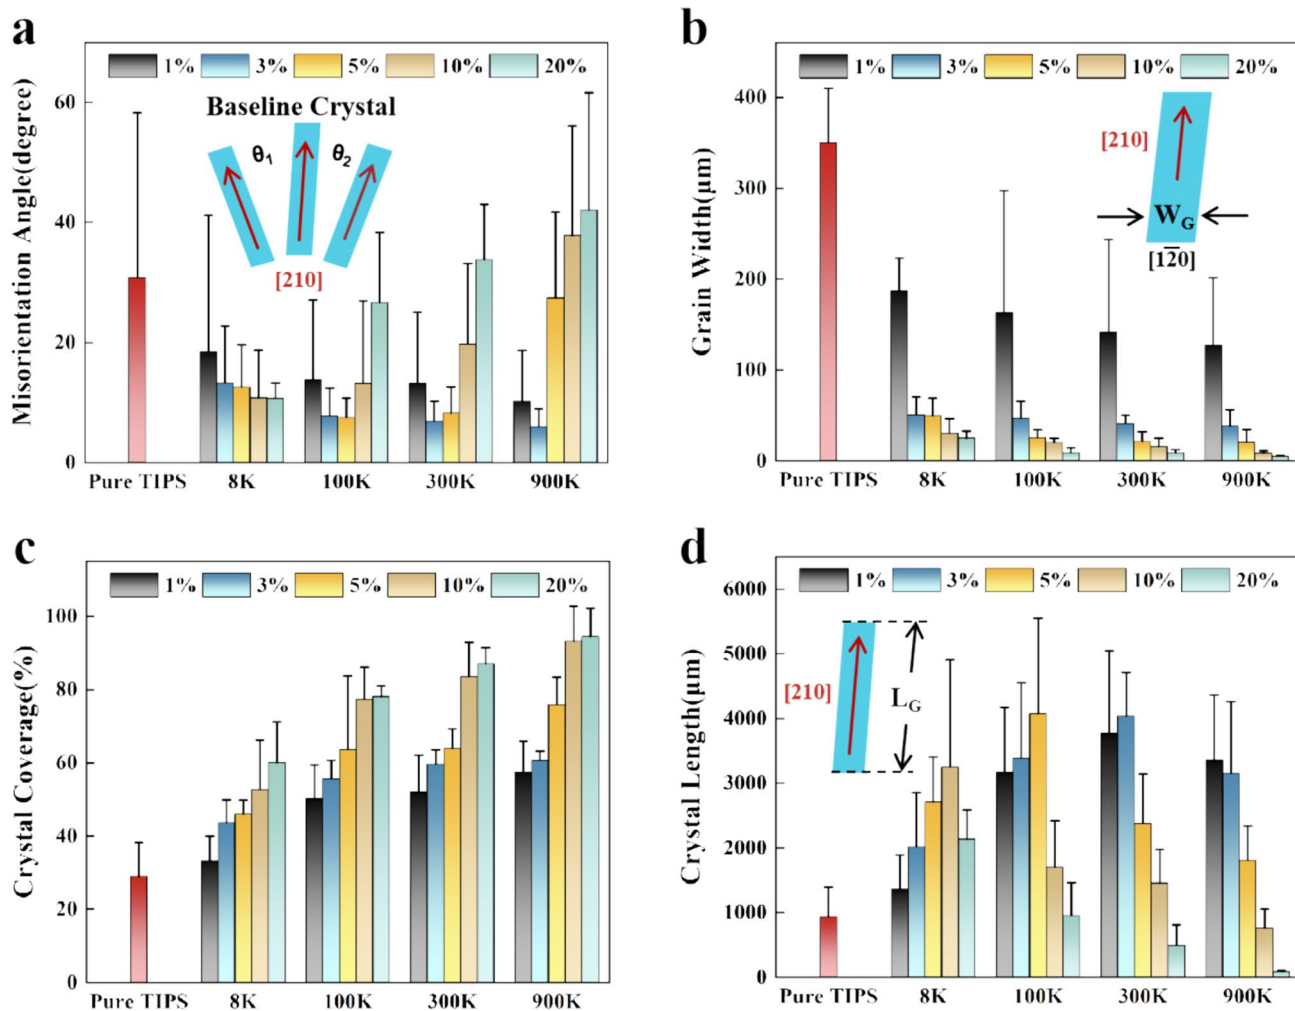 a
1% 3% 5% 10% 20%
Misorientation Angle(degree)
60
40
20
0
Baseline Crystal
θ1 θ2
[210]
Pure TIPS 8K 100K 300K 900K
b
1% 3% 5% 10% 20%
Grain Width(μm)
400
300
200
100
0
[210]
WG
[1̅2̅0]
Pure TIPS 8K 100K 300K 900K
c
1% 3% 5% 10% 20%
Crystal Coverage(%)
100
80
60
40
20
0
Pure TIPS 8K 100K 300K 900K
d
1% 3% 5% 10% 20%
Crystal Length(μm)
6000
5000
4000
3000
2000
1000
0
[210]
LG
Pure TIPS 8K 100K 300K 900K